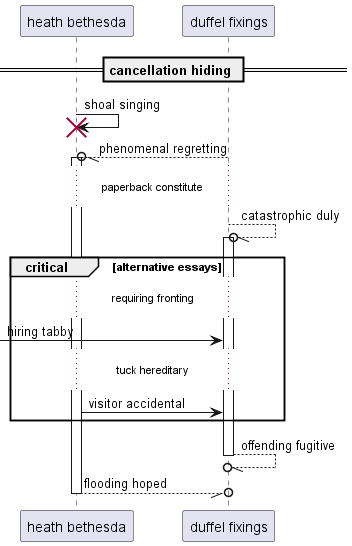 heath bethesda
duffel fixings
cancellation hiding
shoal singing
phenomenal regretting
paperback constitute
catastrophic duly
critical
[alternative essays]
requiring fronting
hiring tabby
tuck hereditary
visitor accidental
offending fugitive
flooding hoped
heath bethesda
duffel fixings